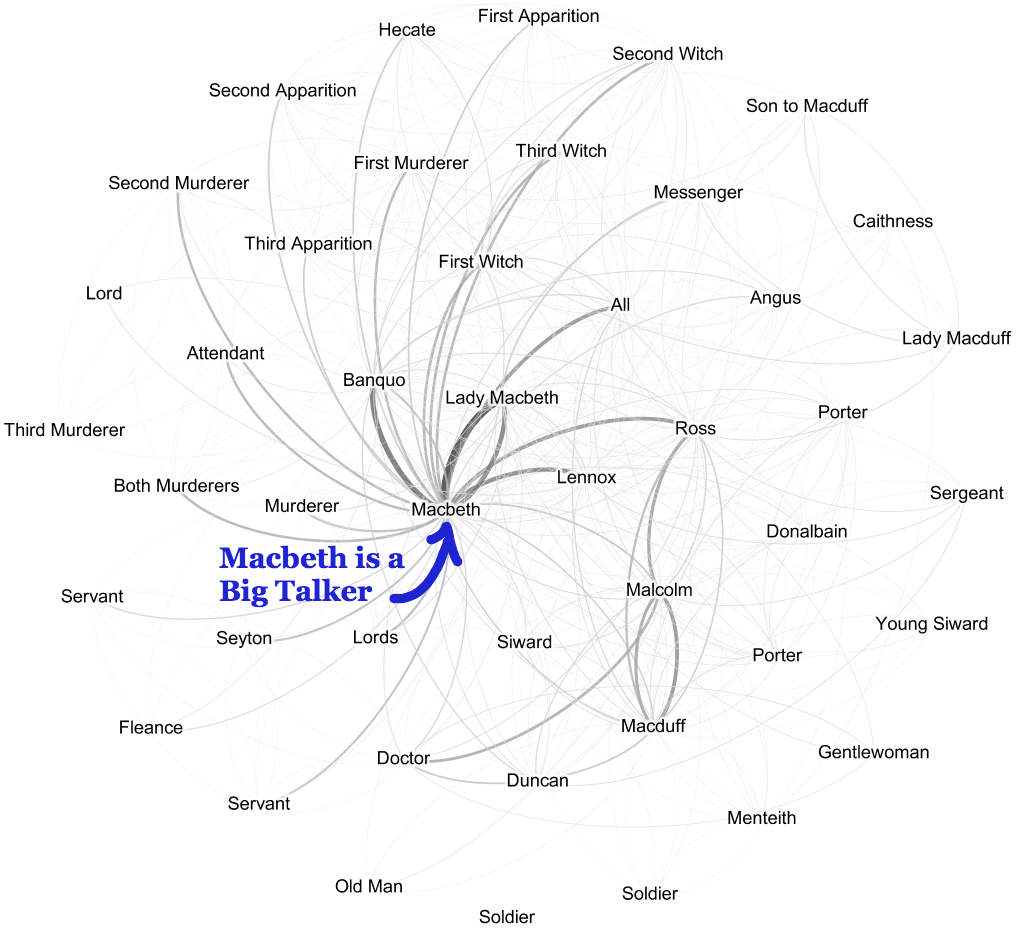 First Apparition
Hecate
Second Witch
Second Apparition
Son to Macduff
Third Witch
First Murderer
Second Murderer
Messenger
Caithness
Third Apparition
First Witch
Lord
Angus
All
Lady Macduff
Attendant
Banquo
Lady Macbeth
Porter
Third Murderer
Ross
Lennox
Both Murderers
Sergeant
Murderer
Macbeth
Donalbain
Macbeth is a
Big Talker
Malcolm
Servant
Young Siward
Seyton
Lords
Siward
Porter
Fleance
Macduff
Gentlewoman
Doctor
Duncan
Servant
Menteith
Old Man
Soldier
Soldier